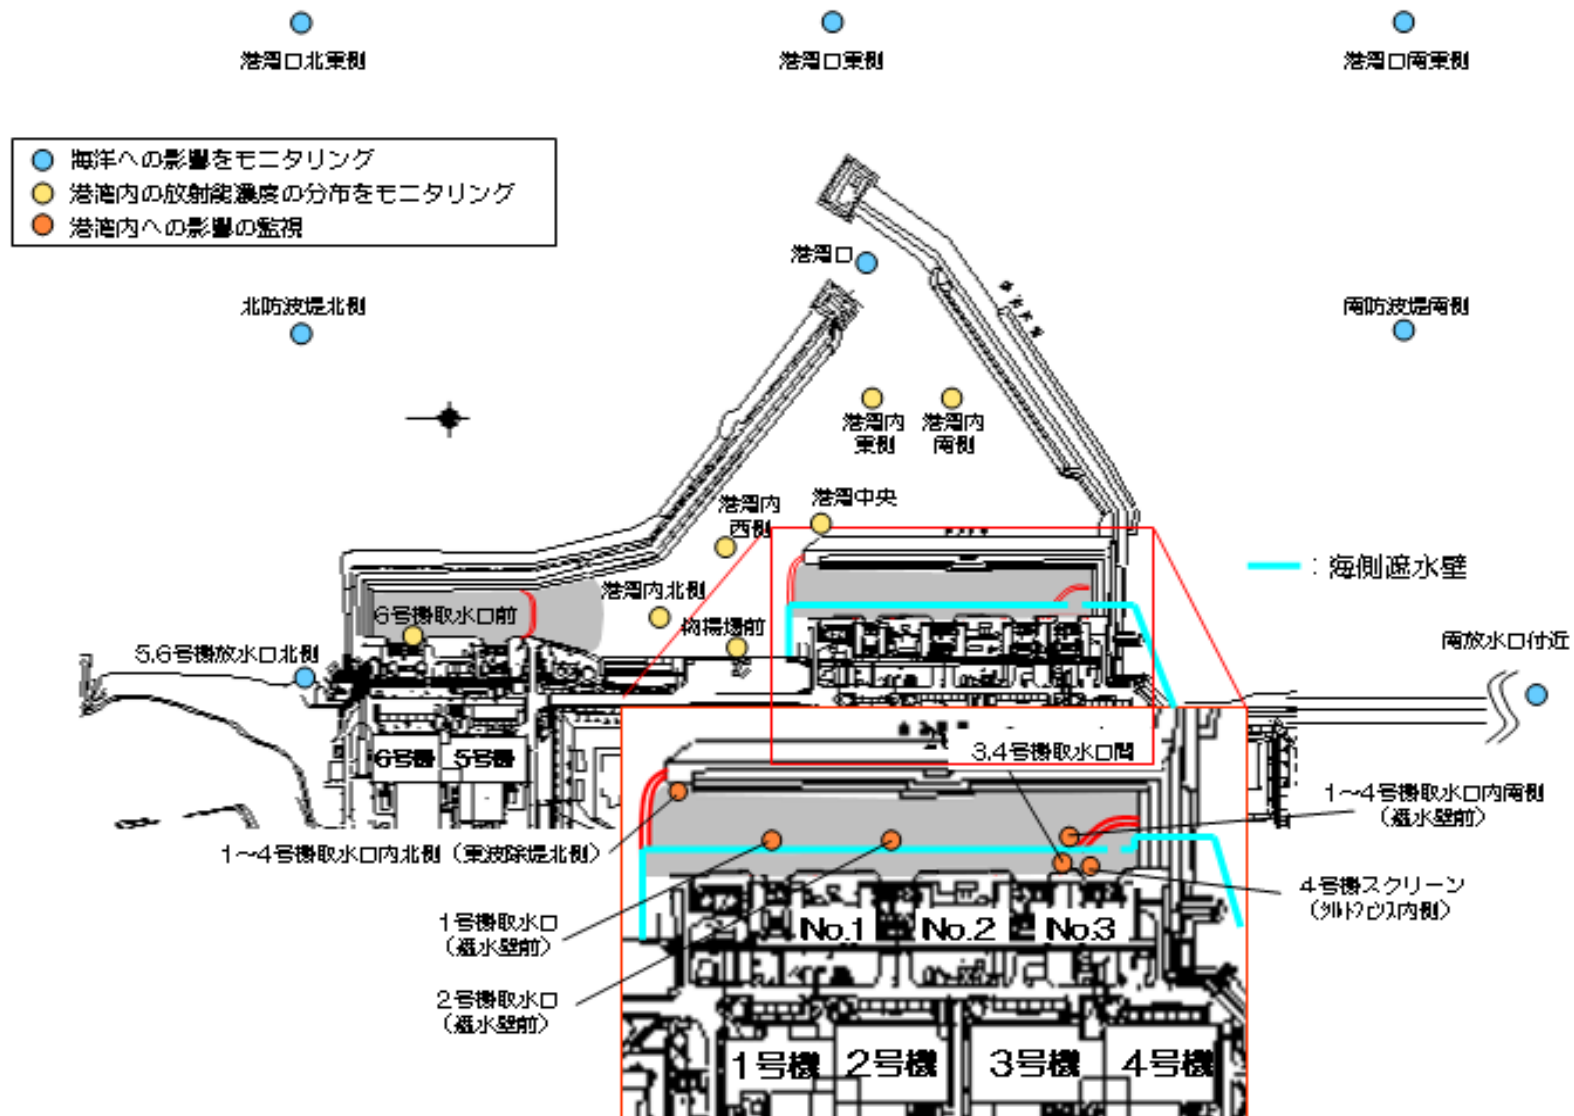 港湾口北東側
港湾口東側
港湾口南東側
海洋への影響をモニタリング
港湾内の放射能濃度の分布をモニタリング
港湾内への影響の監視
港湾口
北防波堤北側
南防波堤南側
港湾内
東側
港湾内
南側
港湾中央
港湾内
西側
:海側遮水壁
港湾内北側
6号機取水口前
物揚場前
5,6号機放水口北側
南放水口付近
6号機
5号機
3,4号機取水口間
1〜4号機取水口内南側
(遮水壁前)
1〜4号機取水口内北側(東波除堤北側)
4号機スクリーン
(シルトフェンス内側)
1号機取水口
(遮水壁前)
No.1
No.2
No.3
2号機取水口
(遮水壁前)
1号機
2号機
3号機
4号機